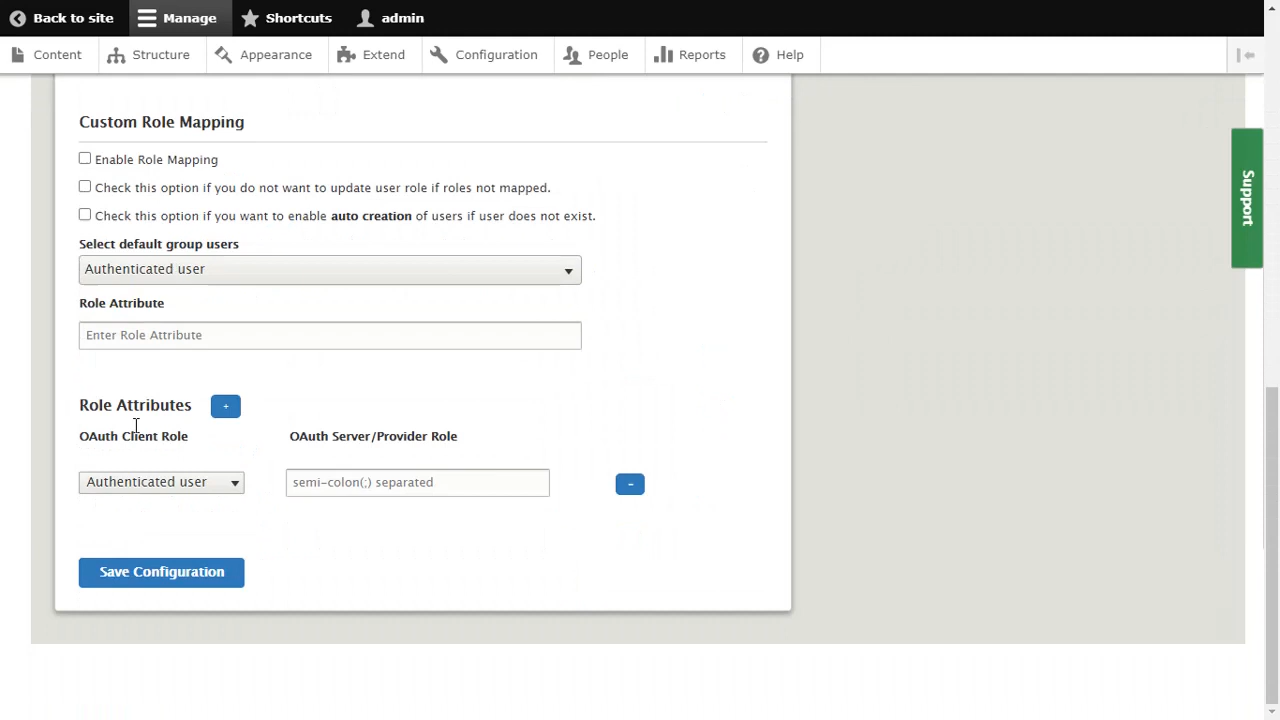 Back to site Manage Shortcuts admin
Content Structure Appearance Extend Configuration People Reports Help
Support
Custom Role Mapping
Enable Role Mapping
Check this option if you do not want to update user role if roles not mapped.
Check this option if you want to enable auto creation of users if user does not exist.
Select default group users
Authenticated user
Role Attribute
Enter Role Attribute
Role Attributes +
OAuth Client Role OAuth Server/Provider Role
Authenticated user semi-colon(;) separated -
Save Configuration